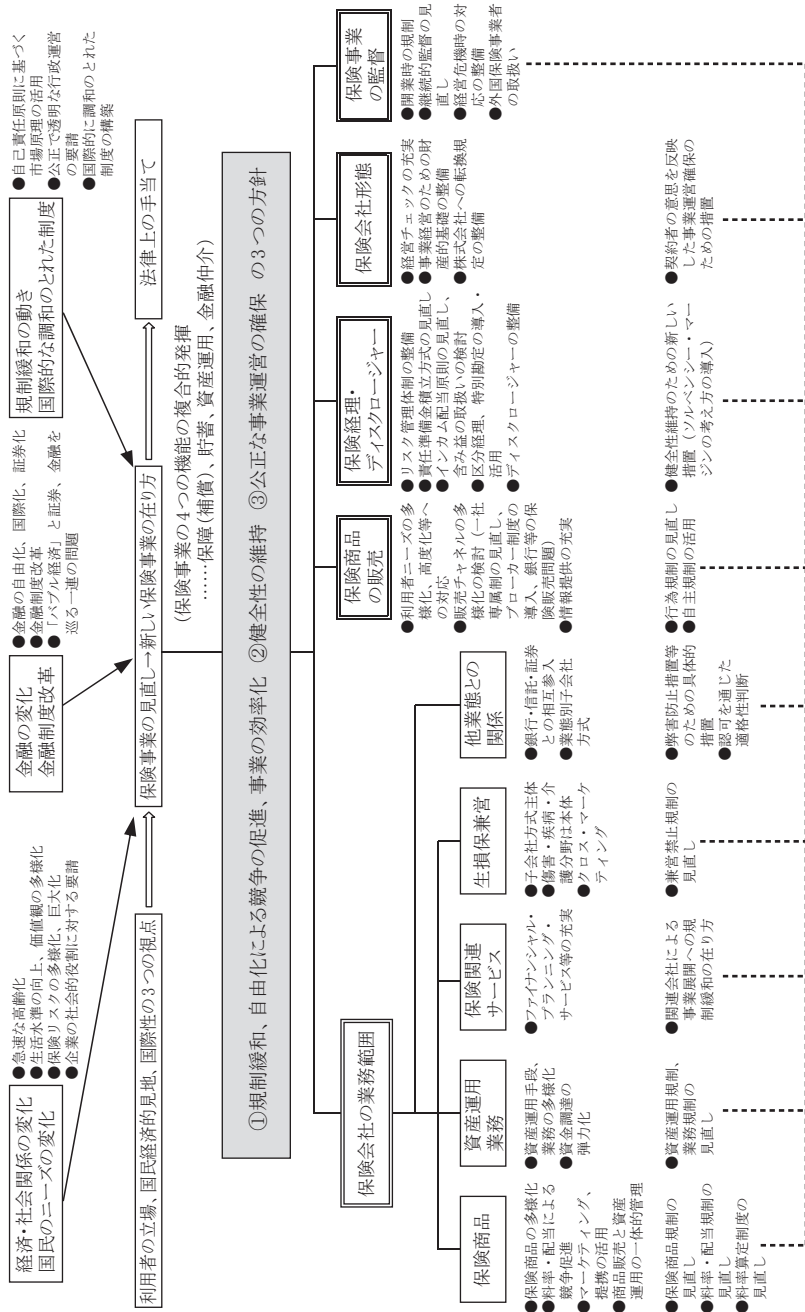 経済・社会関係の変化
国民のニーズの変化
●急速な高齢化
●生活水準の向上、価値観の多様化
●保険リスクの多様化、巨大化
●企業の社会的役割に対する要請
金融の変化
金融制度改革
●金融の自由化、国際化、証券化
●金融制度改革
●「バブル経済」と証券、金融を
巡る一連の問題
規制緩和の動き
国際的な調和のとれた制度
●自己責任原則に基づく
市場原理の活用
●公正で透明な行政運営
の要請
●国際的に調和のとれた
制度の構築
利用者の立場、国民経済的見地、国際性の3つの視点
保険事業の見直し→新しい保険事業の在り方
法律上の手当て
(保険事業の4つの機能の複合的発揮
……保障(補償)、貯蓄、資産運用、金融仲介)
①規制緩和、自由化による競争の促進、事業の効率化 ②健全性の維持 ③公正な事業運営の確保 の3つの方針
保険会社の業務範囲
保険商品
●保険商品の多様化
●料率・配当による
競争促進
●マーケティング、
提携の活用
●商品販売と資産
運用の一体的管理
●保険商品規制の
見直し
●料率・配当規制の
見直し
●料率算定制度の
見直し
資産運用
業務
●資産運用手段、
業務の多様化
●資金調達の
弾力化
●資産運用規制、
業務規制の
見直し
保険関連
サービス
●ファイナンシャル・
プランニング・
サービス等の充実
●関連会社による
事業展開への規
制緩和の在り方
生損保兼営
●子会社方式主体
●傷害・疾病・介
護分野は本体
●クロス・マーケ
ティング
●兼営禁止規制の
見直し
他業態との
関係
●銀行・信託・証券
との相互参入
●業態別子会社
方式
●弊害防止措置等
のための具体的
措置
●認可を通じた
適格性判断
保険商品
の販売
●利用者ニーズの多
様化、高度化等へ
の対応
●販売チャネルの多
様化の検討(一社
専属制の見直し、
ブローカー制度の
導入、銀行等の保
険販売問題)
●情報提供の充実
●行為規制の見直し
●自主規制の活用
保険経理・
ディスクロージャー
●リスク管理体制の整備
●責任準備金積立方式の見直し
●インカム配当原則の見直し、
含み益の取扱いの検討
●区分経理、特別勘定の導入・
活用
●ディスクロージャーの整備
●健全性維持のための新しい
措置(ソルベンシー・マー
ジンの考え方の導入)
保険会社形態
●経営チェックの充実
●事業経営のための財
産的基礎の整備
●株式会社への転換規
定の整備
●契約者の意思を反映
した事業運営確保の
ための措置
保険事業
の監督
●開業時の規制
●継続的監督の見
直し
●経営危機時の対
応の整備
●外国保険事業者
の取扱い